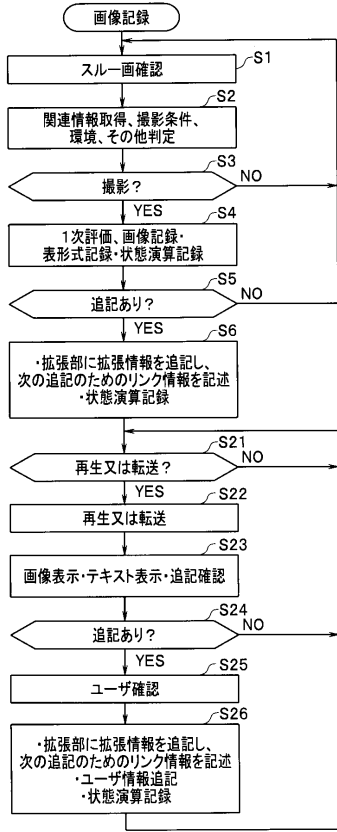 画像記録
S1
スルー画確認
S2
関連情報取得、撮影条件、
環境、その他判定
S3
撮影？
NO
YES
S4
1次評価、画像記録・
表形式記録・状態演算記録
S5
追記あり？
NO
YES
S6
・拡張部に拡張情報を追記し、
次の追記のためのリンク情報を記述
・状態演算記録
S21
再生又は転送？
NO
YES
S22
再生又は転送
S23
画像表示・テキスト表示・追記確認
S24
追記あり？
NO
YES
S25
ユーザ確認
S26
・拡張部に拡張情報を追記し、
次の追記のためのリンク情報を記述
・ユーザ情報追記
・状態演算記録